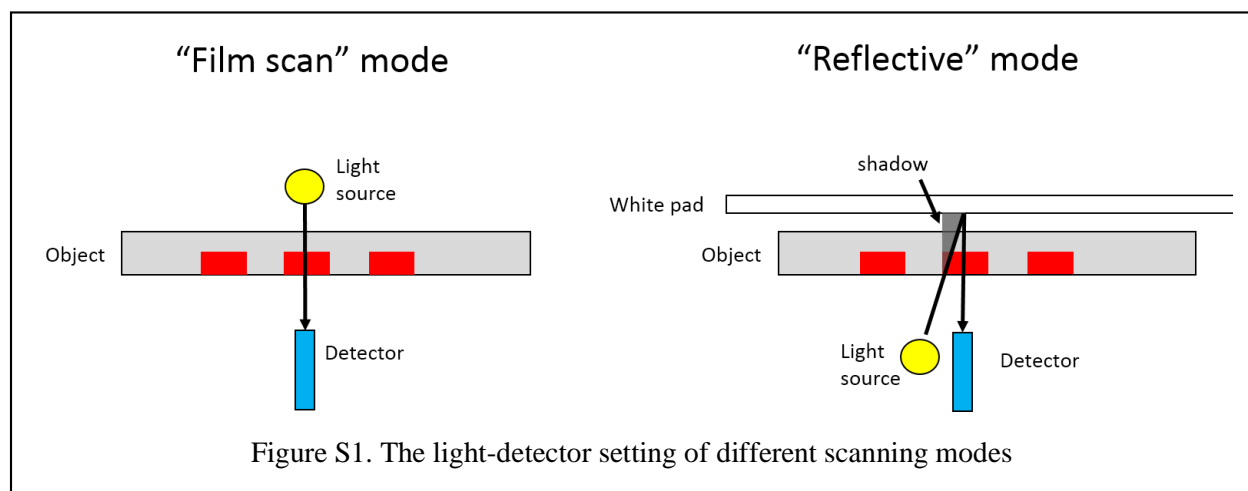 “Film scan” mode
Light
source
Object
Detector
“Reflective” mode
shadow
White pad
Object
Light
source
Detector
Figure S1. The light-detector setting of different scanning modes